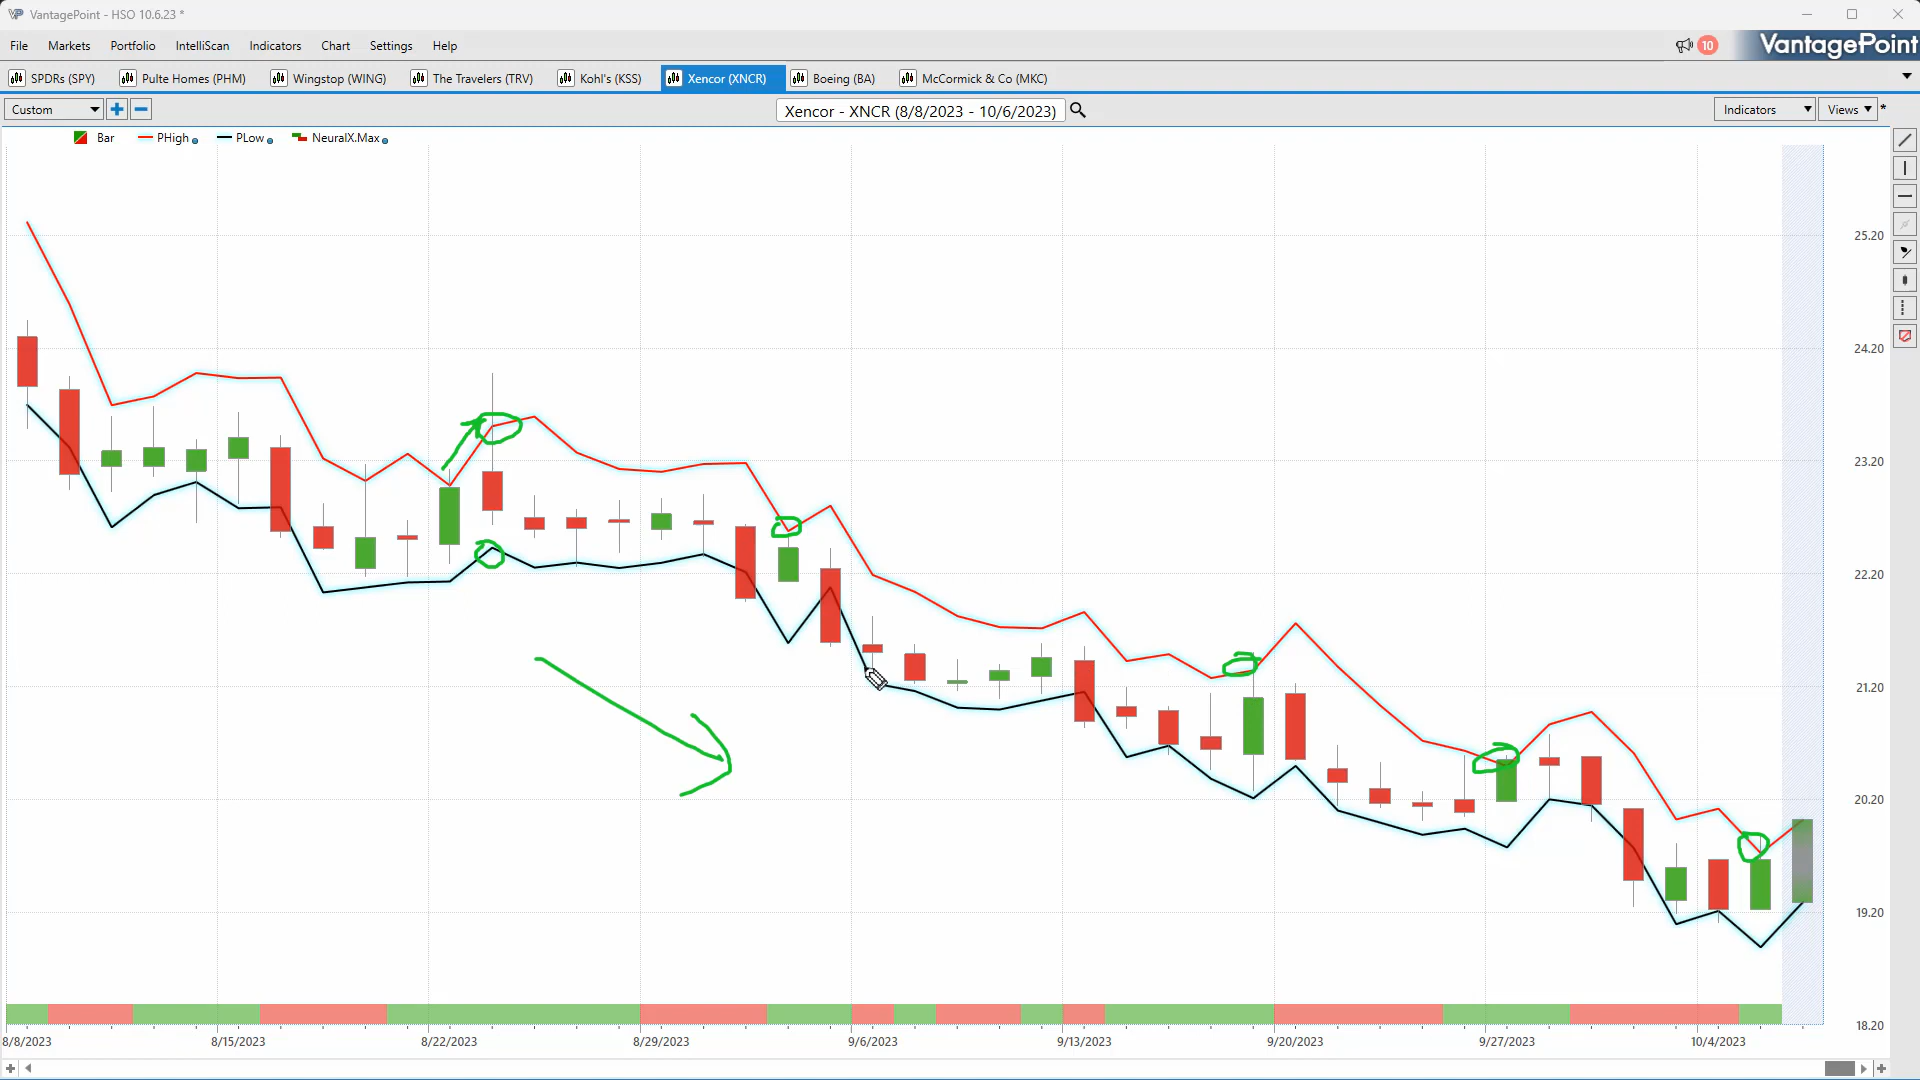 VantagePoint - HSO 10.6.23 *
File Markets Portfolio IntelliScan Indicators Chart Settings Help
10 VantagePoint
SPDRs (SPY) Pulte Homes (PHM) Wingstop (WING) The Travelers (TRV) Kohl's (KSS) Xencor (XNCR) Boeing (BA) McCormick & Co (MKC)
Custom Xencor - XNCR (8/8/2023 - 10/6/2023) Indicators Views *
Bar PHigh PLow NeuralX.Max
25.20
24.20
23.20
22.20
21.20
20.20
19.20
18.20
8/8/2023 8/15/2023 8/22/2023 8/29/2023 9/6/2023 9/13/2023 9/20/2023 9/27/2023 10/4/2023